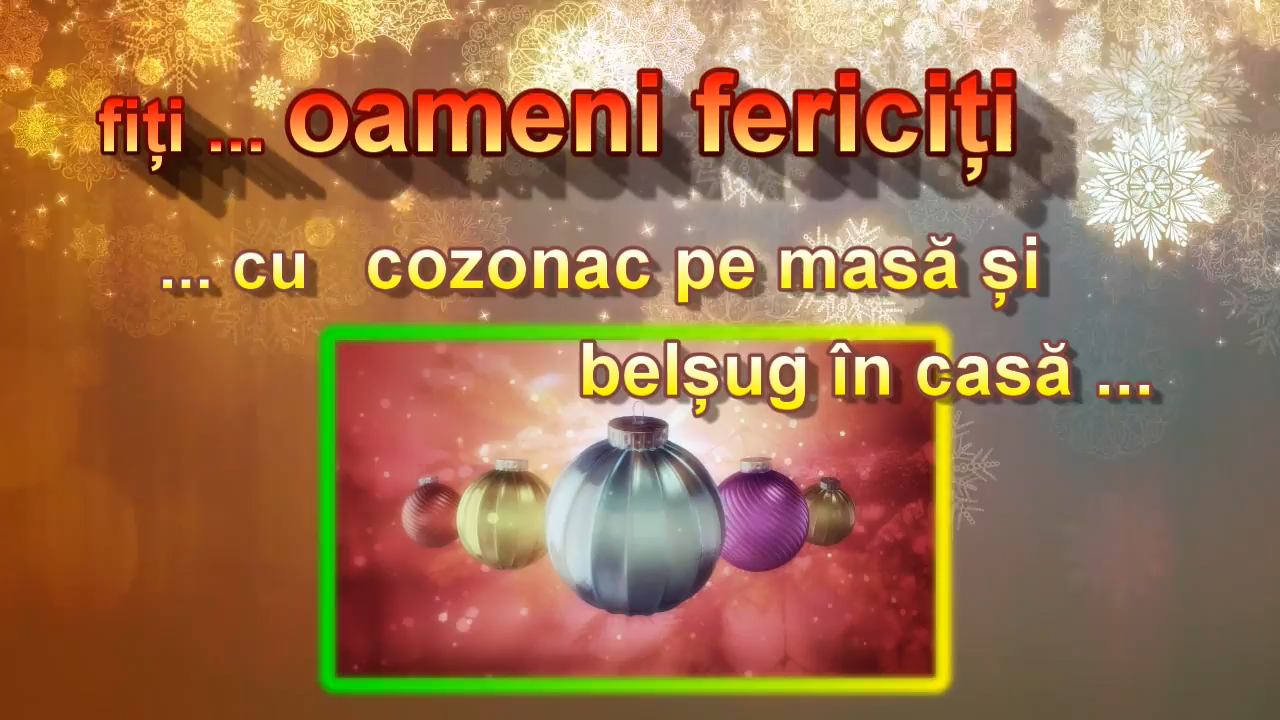 fiți ... oameni fericiți
... cu cozonac pe masă și
belșug în casă ...